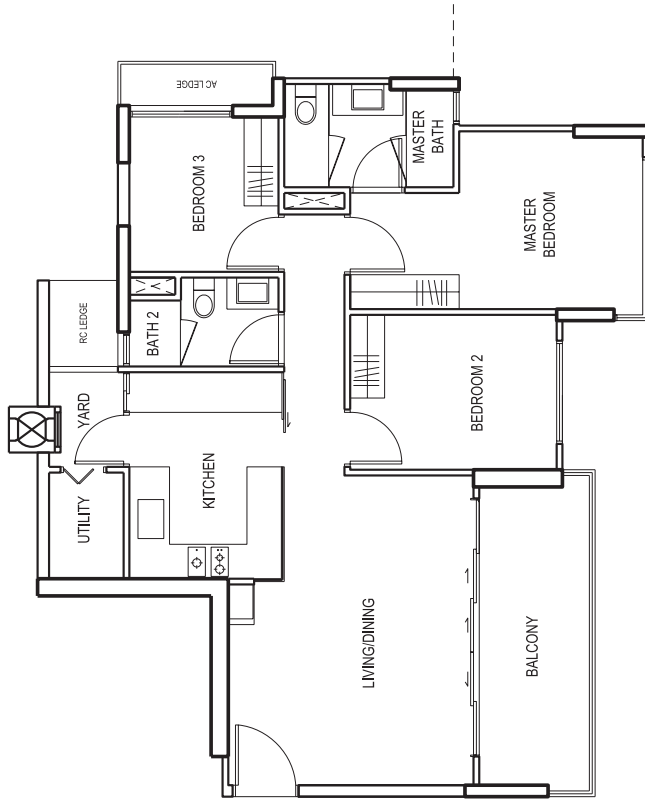 AC LEDGE
MASTER
BATH
BEDROOM 3
MASTER
BEDROOM
RC LEDGE
BATH 2
BEDROOM 2
YARD
KITCHEN
UTILITY
LIVING/DINING
BALCONY